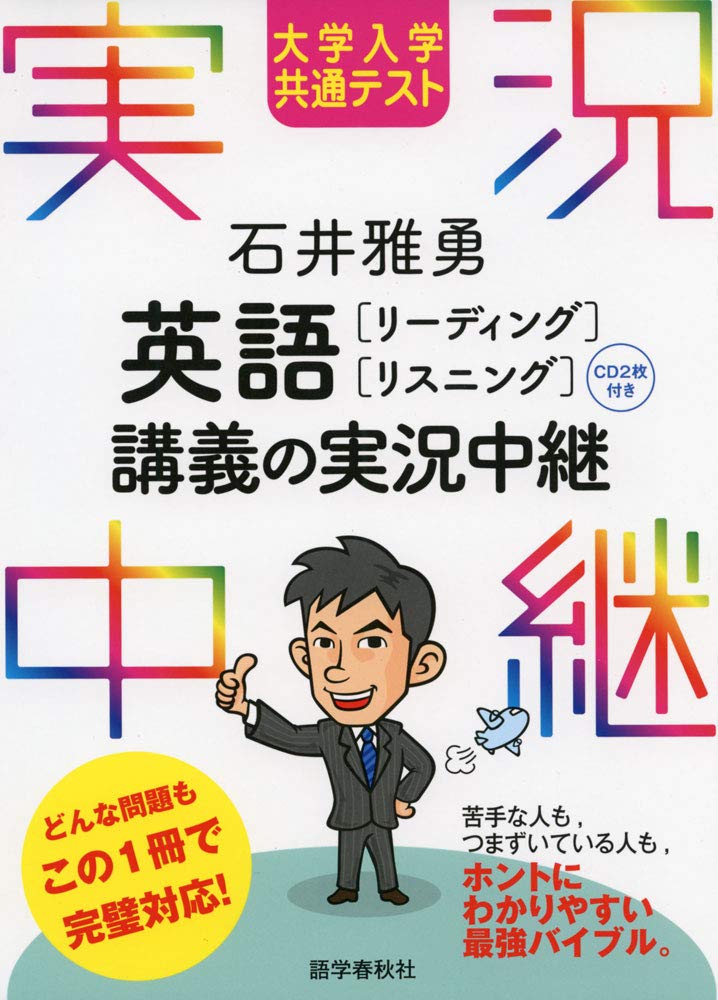 実況
大学入学
共通テスト
石井雅勇
英語
[リーディング]
[リスニング]
CD2枚
付き
講義の実況中継
中継
どんな問題も
この1冊で
完璧対応!
苦手な人も,
つまずいている人も,
ホントに
わかりやすい
最強バイブル。
語学春秋社